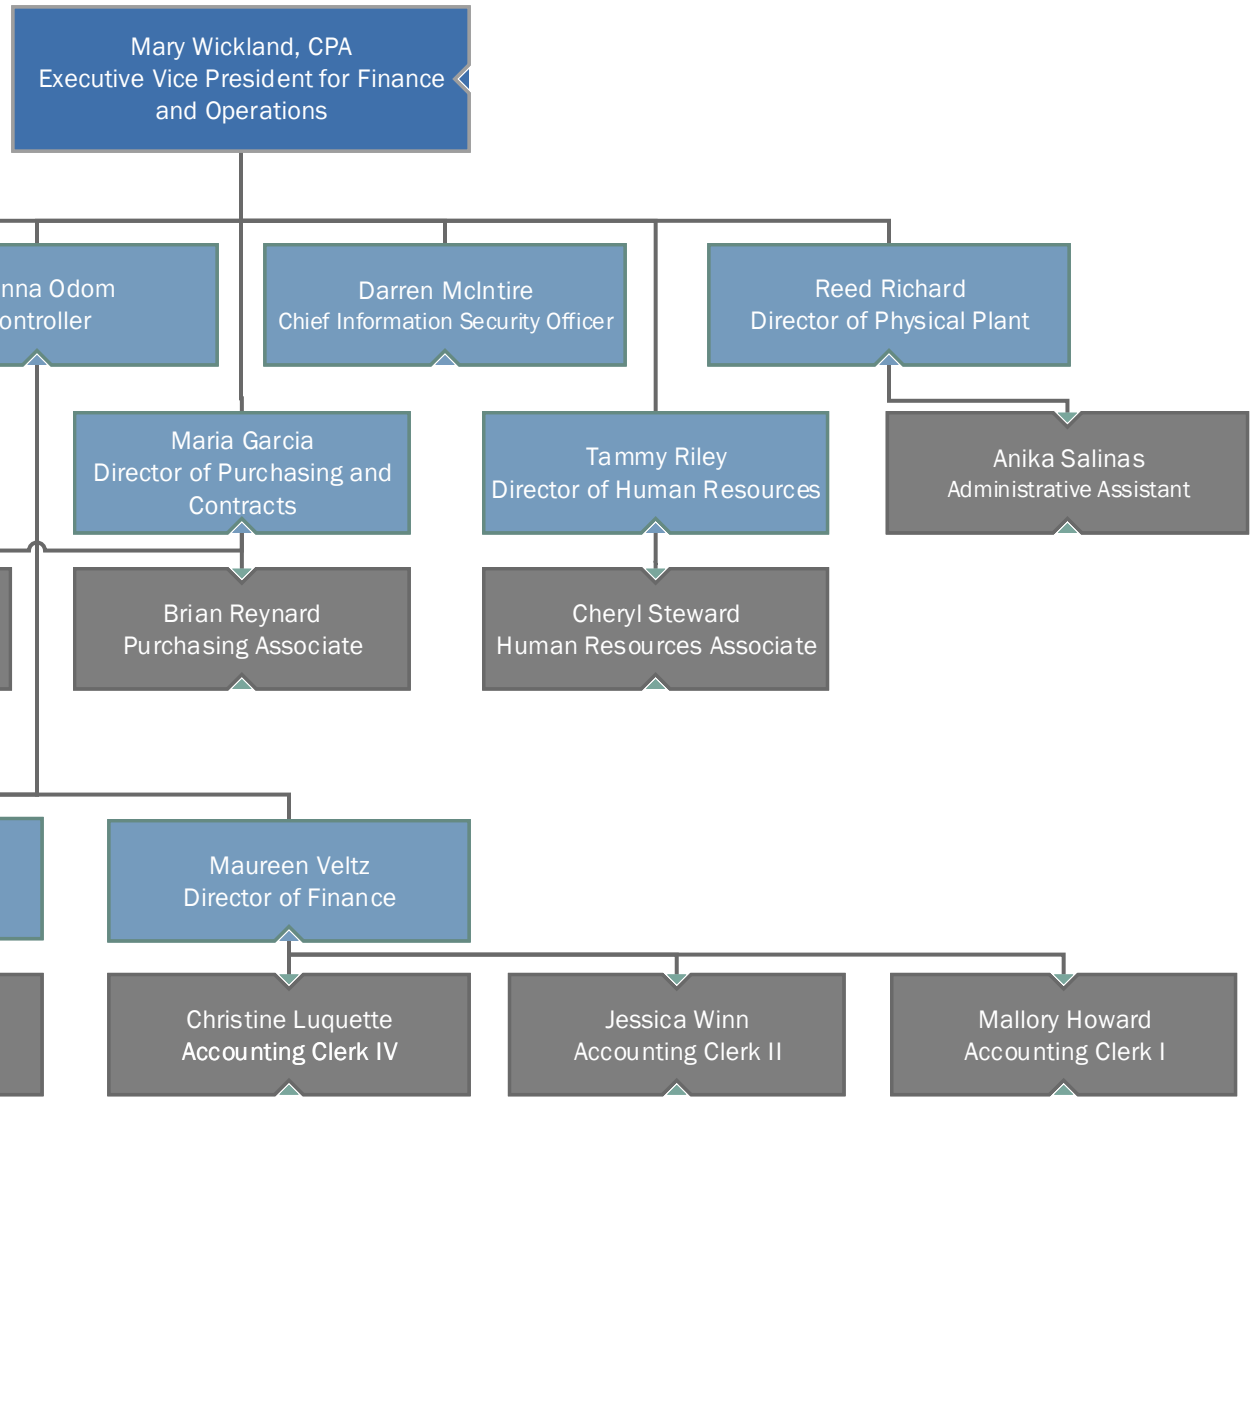 Mary Wickland, CPA
Executive Vice President for Finance
and Operations
Odom
Darren McIntire
Chief Information Security Officer
Reed Richard
Director of Physical Plant
Maria Garcia
Director of Purchasing and
Contracts
Tammy Riley
Director of Human Resources
Anika Salinas
Administrative Assistant
Brian Reynard
Purchasing Associate
Cheryl Steward
Human Resources Associate
Maureen Veltz
Director of Finance
Christine Luquette
Accounting Clerk IV
Jessica Winn
Accounting Clerk II
Mallory Howard
Accounting Clerk I